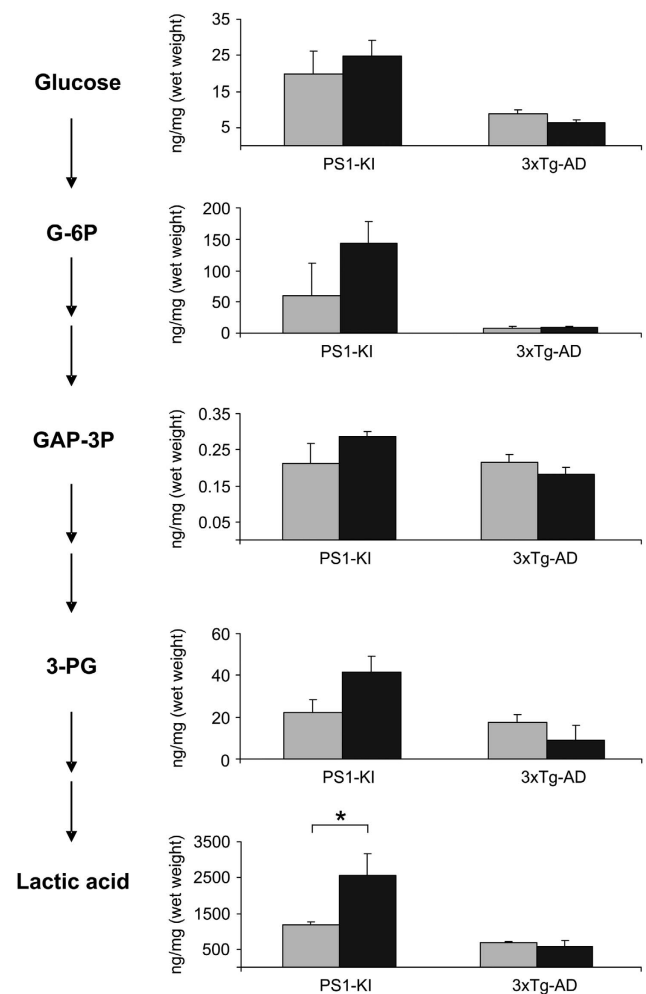 Glucose
ng/mg (wet weight)
35
25
15
5
PS1-KI
3xTg-AD
G-6P
ng/mg (wet weight)
200
150
100
50
0
PS1-KI
3xTg-AD
GAP-3P
ng/mg (wet weight)
0.35
0.25
0.15
0.05
PS1-KI
3xTg-AD
3-PG
ng/mg (wet weight)
60
40
20
0
PS1-KI
3xTg-AD
Lactic acid
ng/mg (wet weight)
3500
2500
1500
500
*
PS1-KI
3xTg-AD